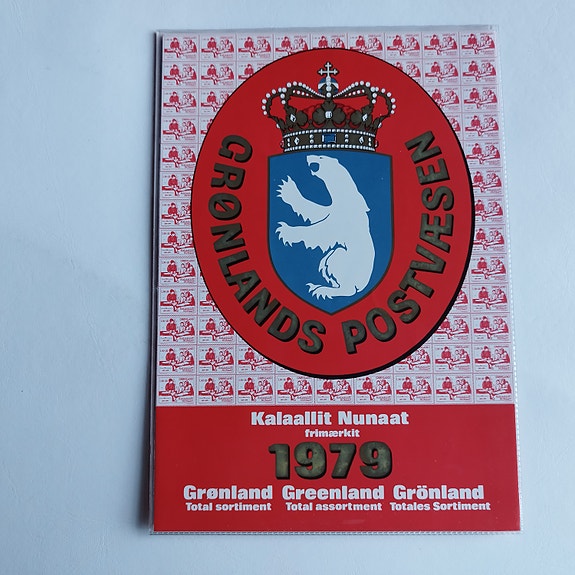 GRØNLANDS POSTVÆSEN
Kalaallit Nunaat
frimærkit
1979
Grønland Greenland Grönland
Total sortiment Total assortment Totales Sortiment